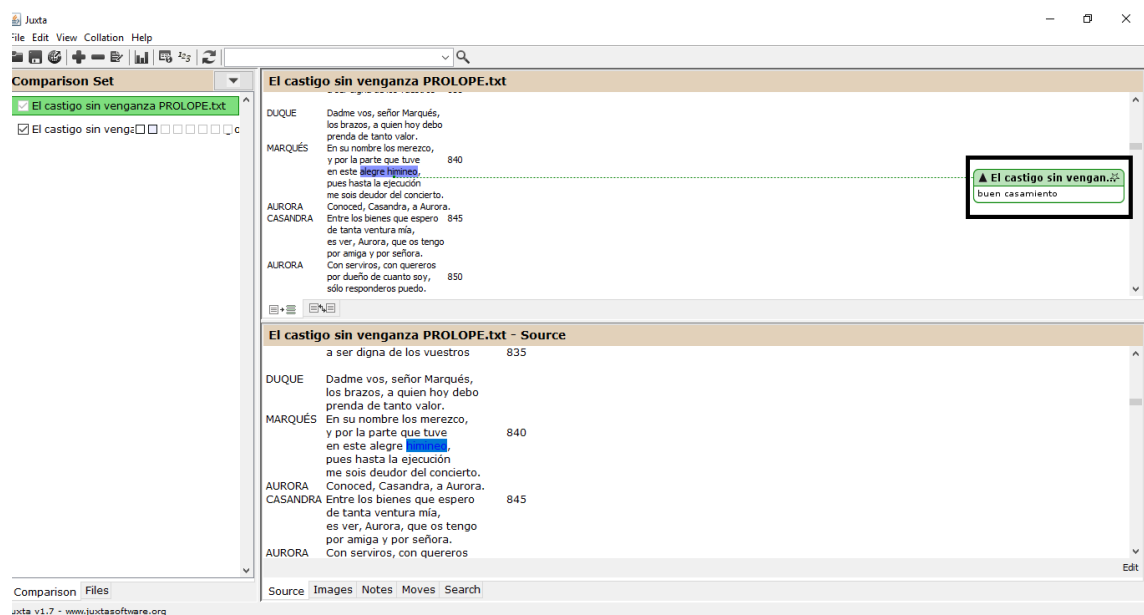 Juxta
File Edit View Collation Help
Comparison Set
El castigo sin venganza PROLOPE.txt
El castigo sin venga
El castigo sin venganza PROLOPE.txt
DUQUE Dadme vos, señor Marqués,
los brazos, a quien hoy debo
prenda de tanto valor.
MARQUÉS En su nombre los merezco,
y por la parte que tuve 840
en este alegre himineo,
pues hasta la ejecución
me sois deudor del concierto.
AURORA Conoced, Casandra, a Aurora.
CASANDRA Entre los bienes que espero 845
de tanta ventura mía,
es ver, Aurora, que os tengo
por amiga y por señora.
AURORA Con serviros, con quereros
por dueño de cuanto soy, 850
sólo responderos puedo.
▲ El castigo sin vengan...
buen casamiento
El castigo sin venganza PROLOPE.txt - Source
a ser digna de los vuestros 835
DUQUE Dadme vos, señor Marqués,
los brazos, a quien hoy debo
prenda de tanto valor.
MARQUÉS En su nombre los merezco,
y por la parte que tuve 840
en este alegre himineo,
pues hasta la ejecución
me sois deudor del concierto.
AURORA Conoced, Casandra, a Aurora.
CASANDRA Entre los bienes que espero 845
de tanta ventura mía,
es ver, Aurora, que os tengo
por amiga y por señora.
AURORA Con serviros, con quereros
Edit
Comparison Files
Source Images Notes Moves Search
uxta v1.7 - www.juxtasoftware.org